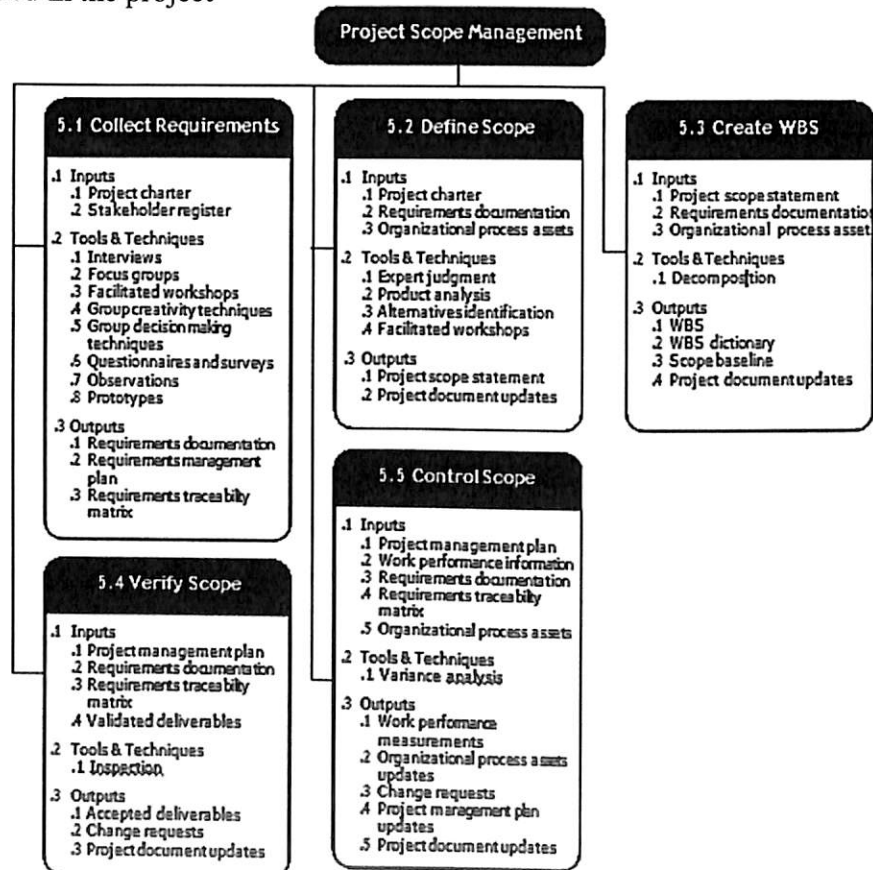 in the project
Project Scope Management
5.1 Collect Requirements
.1 Inputs
.1 Project charter
.2 Stakeholder register
.2 Tools & Techniques
.1 Interviews
.2 Focus groups
.3 Facilitated workshops
.4 Group creativity techniques
.5 Group decision making
techniques
.6 Questionnaires and surveys
.7 Observations
.8 Prototypes
.3 Outputs
.1 Requirements documentation
.2 Requirements management
plan
.3 Requirements traceabilty
matrix
5.2 Define Scope
.1 Inputs
.1 Project charter
.2 Requirements documentation
.3 Organizational process assets
.2 Tools & Techniques
.1 Expert judgment
.2 Product analysis
.3 Alternatives identification
.4 Facilitated workshops
.3 Outputs
.1 Project scope statement
.2 Project document updates
5.3 Create WBS
.1 Inputs
.1 Project scope statement
.2 Requirements documentation
.3 Organizational process asset
.2 Tools & Techniques
.1 Decomposition
.3 Outputs
.1 WBS
.2 WBS dictionary
.3 Scope baseline
.4 Project document updates
5.4 Verify Scope
.1 Inputs
.1 Project management plan
.2 Requirements documentation
.3 Requirements traceabilty
matrix
.4 Validated deliverables
.2 Tools & Techniques
.1 Inspection
.3 Outputs
.1 Accepted deliverables
.2 Change requests
.3 Project document updates
5.5 Control Scope
.1 Inputs
.1 Project management plan
.2 Work performance information
.3 Requirements documentation
.4 Requirements traceabilty
matrix
.5 Organizational process assets
.2 Tools & Techniques
.1 Variance analysis
.3 Outputs
.1 Work performance
measurements
.2 Organizational process assets
updates
.3 Change requests
.4 Project management plan
updates
.5 Project document updates